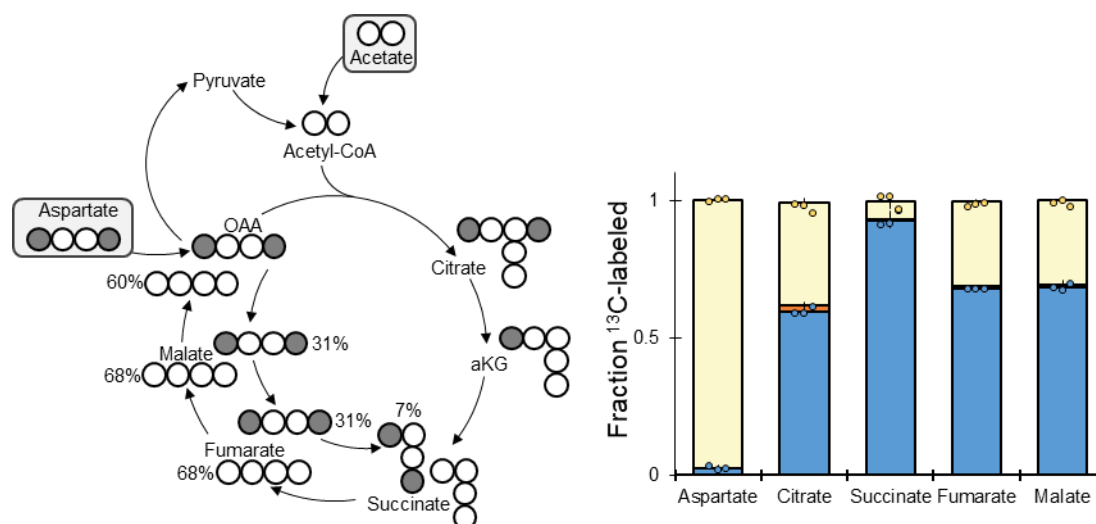 Acetate
Pyruvate
Acetyl-CoA
Aspartate
OAA
Citrate
60%
31%
Malate
aKG
68%
7%
31%
Fumarate
68%
Succinate
Fraction ¹³C-labeled
1
0.5
0
Aspartate Citrate Succinate Fumarate Malate